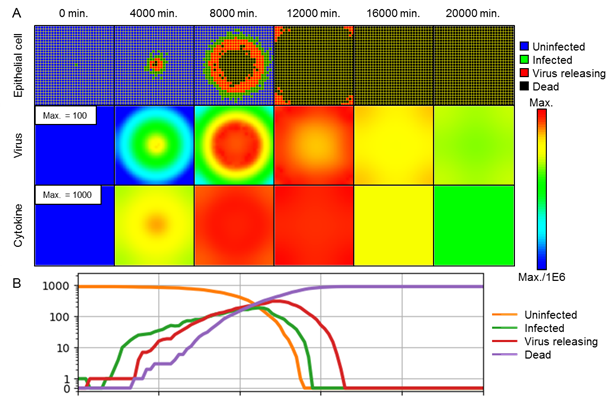 A
0 min. 4000 min. 8000 min. 12000 min. 16000 min. 20000 min.
Epithelial cell
Uninfected
Infected
Virus releasing
Dead
Virus
Max. = 100
Max.
Cytokine
Max. = 1000
Max./1E6
B
1000
100
10
1
0
Uninfected
Infected
Virus releasing
Dead